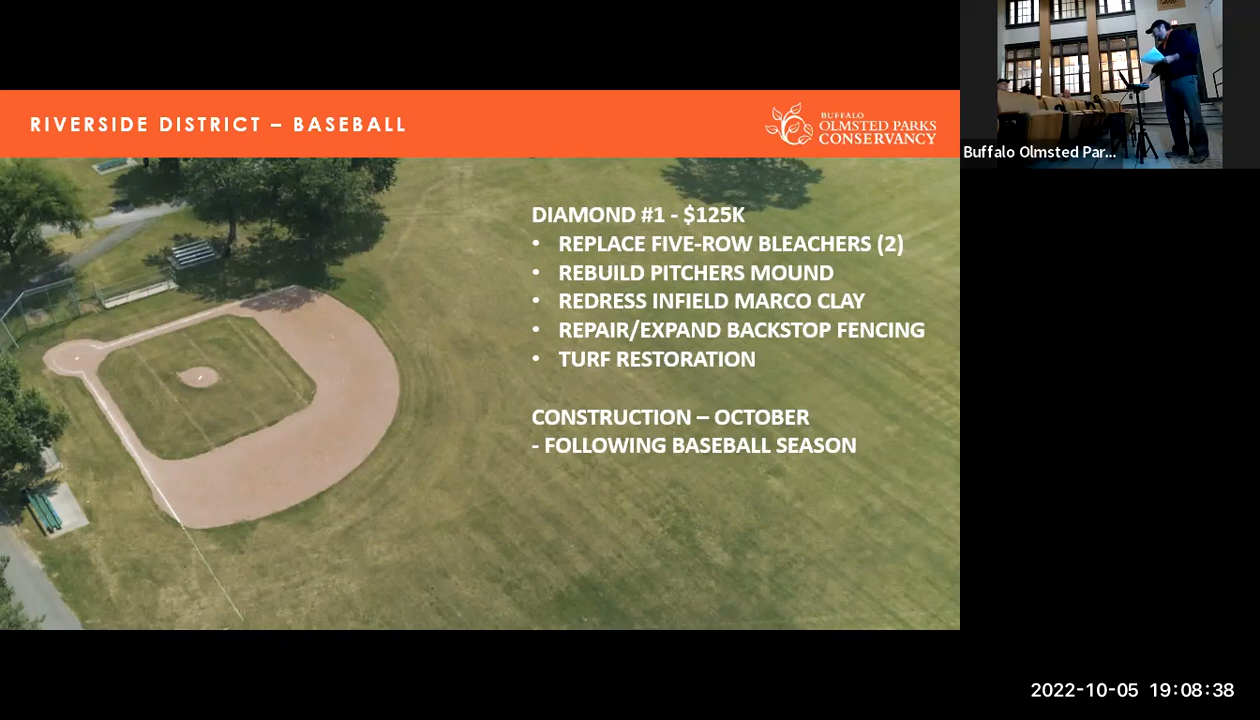 RIVERSIDE DISTRICT – BASEBALL
BUFFALO
OLMSTED PARKS
CONSERVANCY
DIAMOND #1 - $125K
• REPLACE FIVE-ROW BLEACHERS (2)
• REBUILD PITCHERS MOUND
• REDRESS INFIELD MARCO CLAY
• REPAIR/EXPAND BACKSTOP FENCING
• TURF RESTORATION
CONSTRUCTION – OCTOBER
- FOLLOWING BASEBALL SEASON
Buffalo Olmsted Par...
2022-10-05 19:08:38